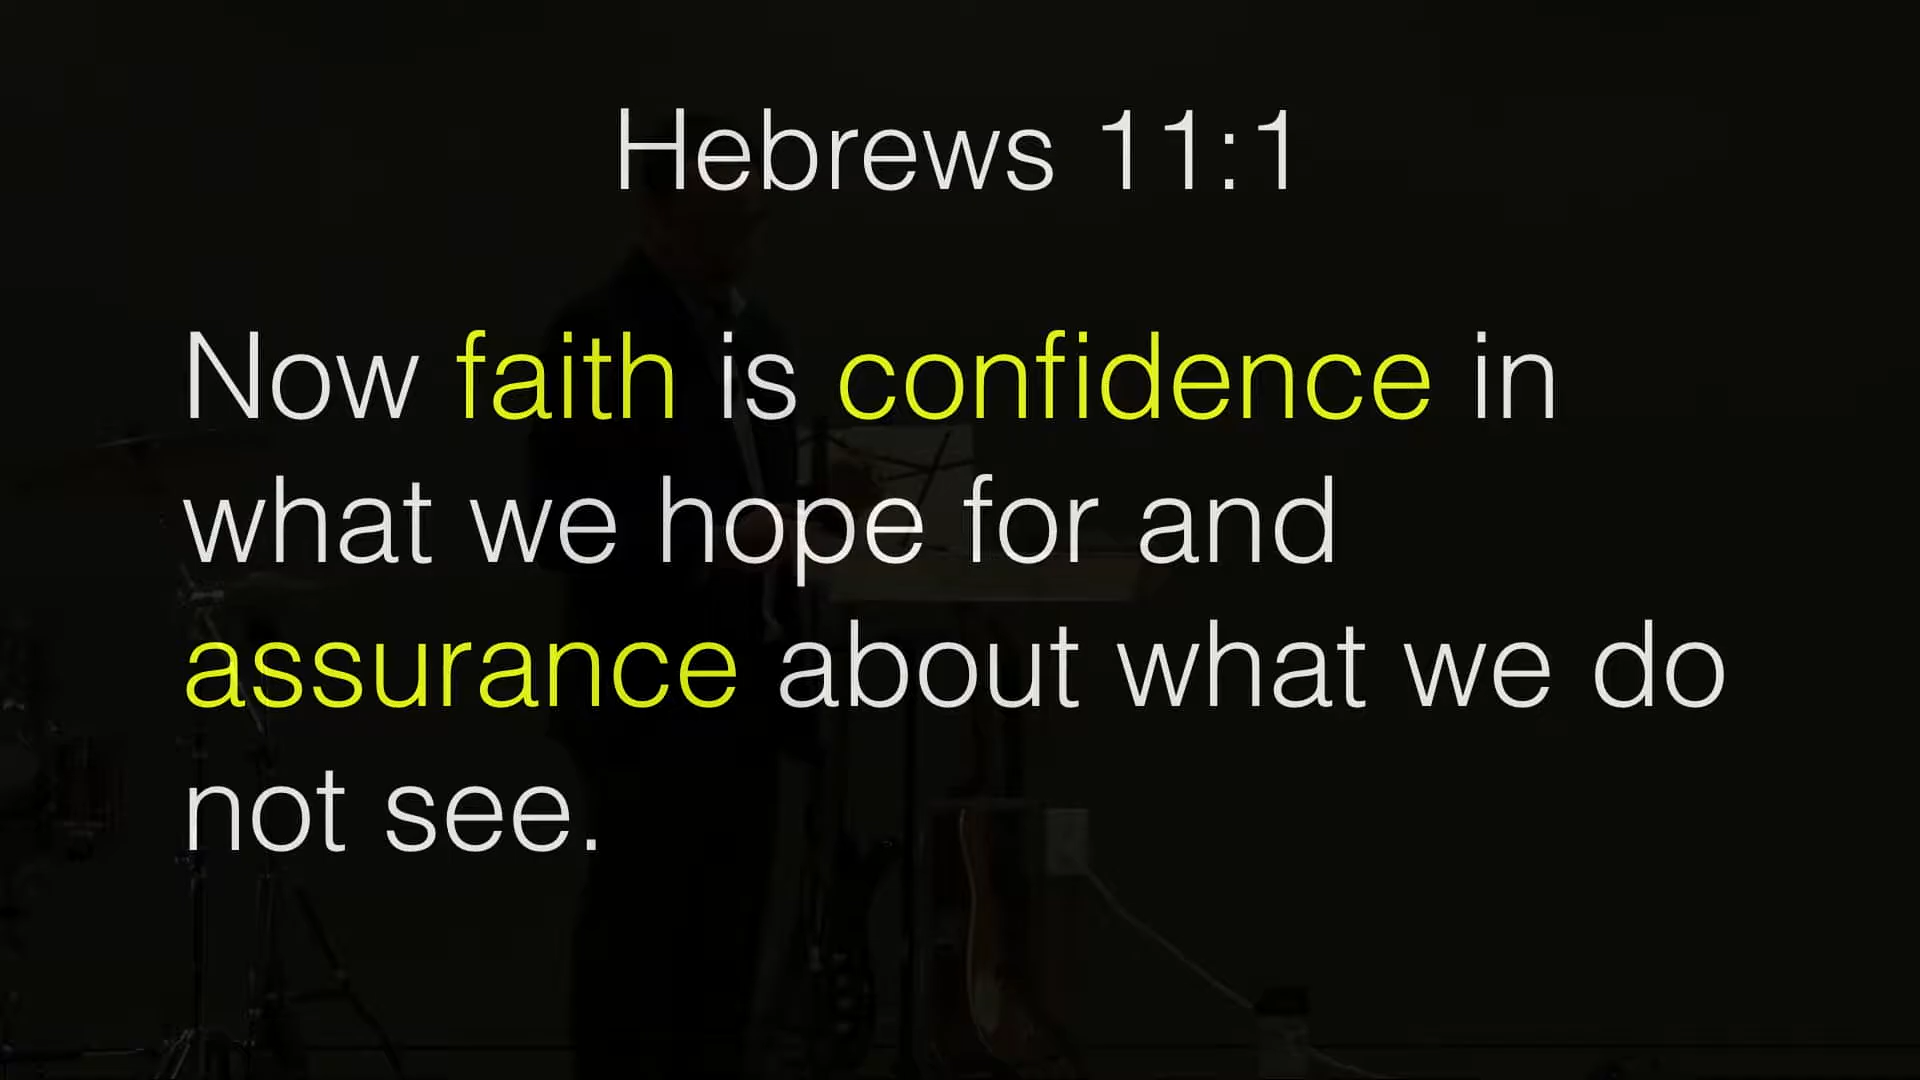 Hebrews 11:1
Now faith is confidence in
what we hope for and
assurance about what we do
not see.